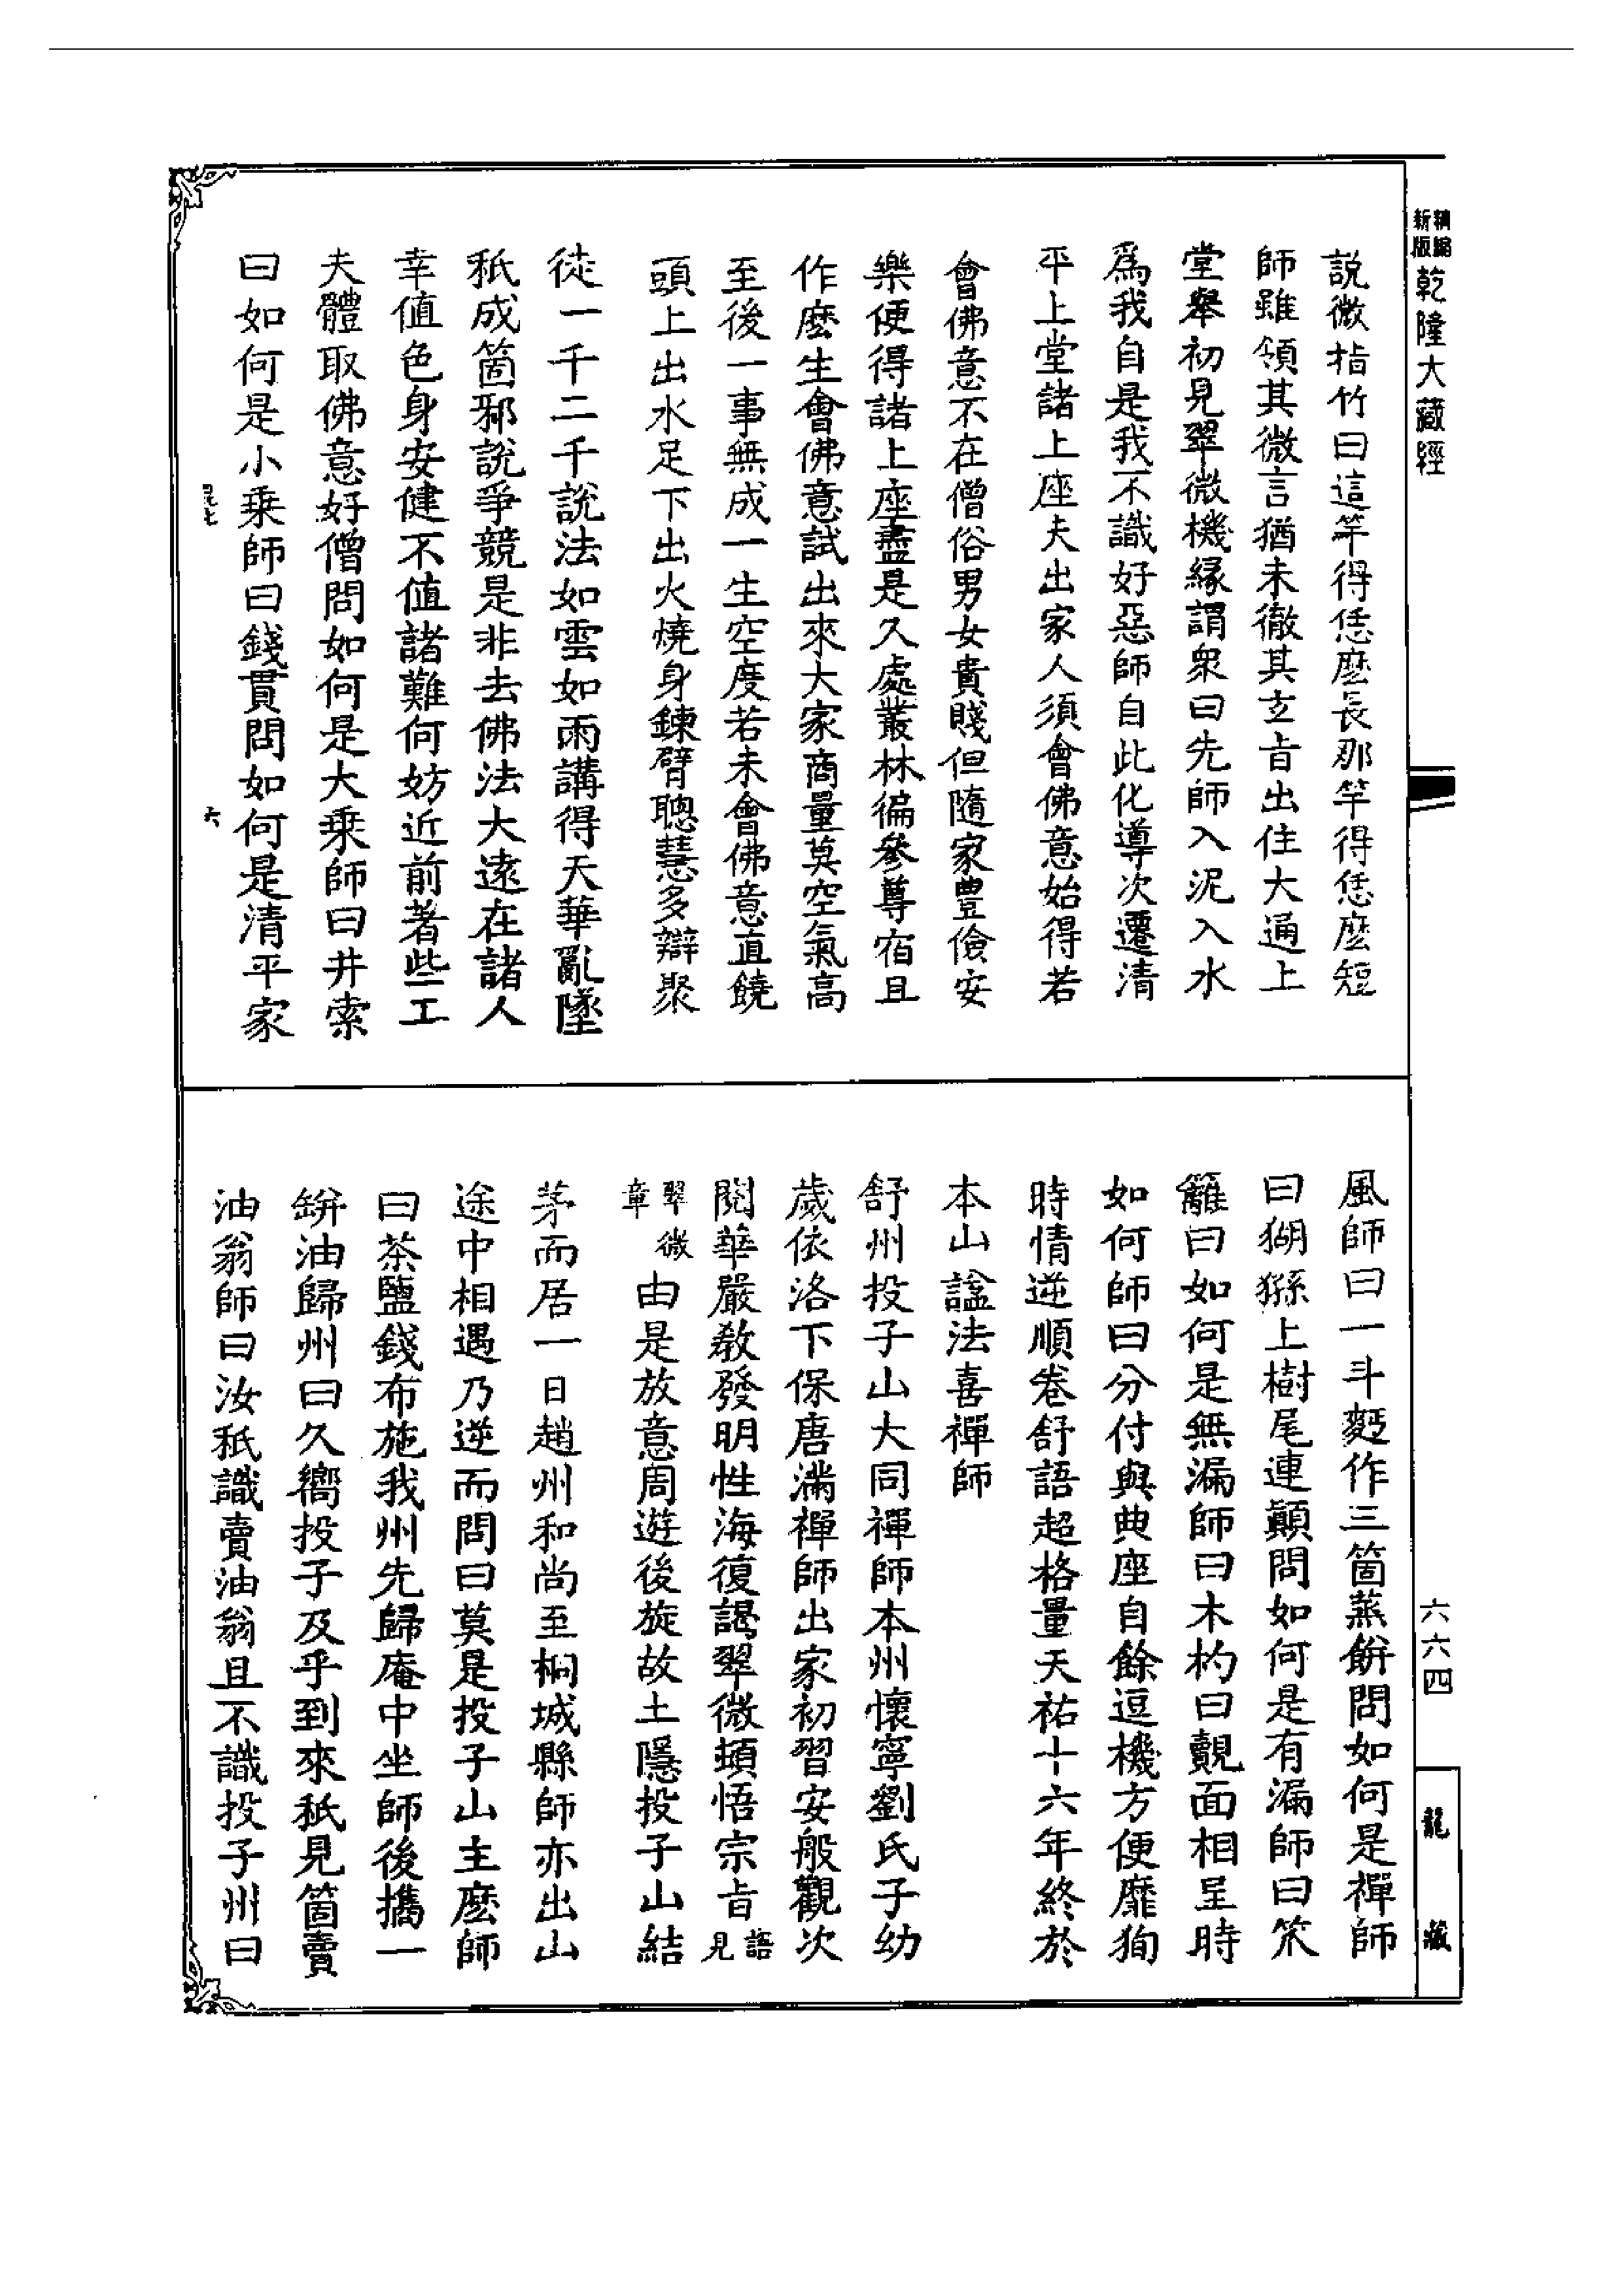 新版精縮乾隆大藏經
說微指竹曰這竿得恁麽長那竿得恁麽短
師雖領其微言猶未徹其玄旨出住大通上
堂舉初見翠微機緣謂眾曰先師入泥入水
為我自是我不識好惡師自此化導次遷清
平上堂諸上座夫出家人須會佛意始得若
會佛意不在僧俗男女貴賤但隨家豊儉安
樂便得諸上座盡是久處叢林徧參尊宿且
作麽生會佛意試出來大家商量莫空氣高
至後一事無成一生空度若未會佛意直饒
頭上出水足下出火燒身鍊臂聰慧多辯聚
徒一千二千說法如雲如雨講得天華亂墜
秖成箇邪說爭競是非去佛法大遠在諸人
幸值色身安健不值諸難何妨近前著些工
夫體取佛意好僧問如何是大乘師曰井索
曰如何是小乘師曰錢貫問如何是清平家
六
風師曰一斗麪作三箇蒸餅問如何是禪師
曰猢猻上樹尾連顛問如何是有漏師曰笊
籬曰如何是無漏師曰木杓曰覿面相呈時
如何師曰分付與典座自餘逗機方便靡徇
時情逆順卷舒語超格量天祐十六年終於
本山諡法喜禪師
舒州投子山大同禪師本州懷寧劉氏子幼
歲依洛下保唐滿禪師出家初習安般觀次
閱華嚴教發明性海復謁翠微頓悟宗旨語見
翠微章由是放意周遊後旋故土隱投子山結
茅而居一日趙州和尚至桐城縣師亦出山
途中相遇乃逆而問曰莫是投子山主麽師
曰茶鹽錢布施我州先歸庵中坐師後攜一
缾油歸州曰久嚮投子及乎到來秖見箇賣
油翁師曰汝秖識賣油翁且不識投子州曰
六六四
龍藏